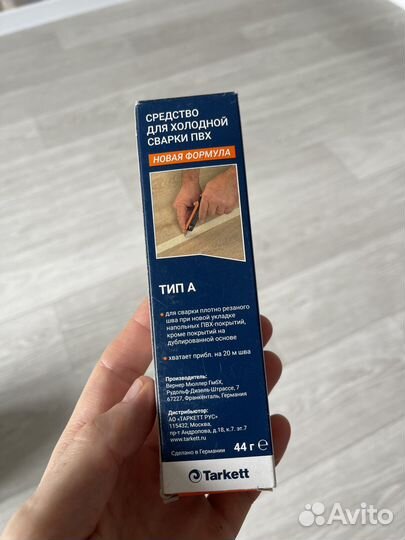 СРЕДСТВО
ДЛЯ ХОЛОДНОЙ
СВАРКИ ПВХ
НОВАЯ ФОРМУЛА
ТИП А
• для сварки плотно резаного
шва при новой укладке
напольных ПВХ-покрытий,
кроме покрытий на
дублированной основе
• хватает прибл. на 20 м шва
Производитель:
Вернер Мюллер ГмбХ,
Рудольф-Дизель-Штрассе, 7
67227, Франкенталь, Германия
Дистрибьютор:
АО «ТАРКЕТТ РУС»
115432, Москва,
пр-т Андропова, д.18, к.7. эт.7
www.tarkett.ru
Сделано в Германии
44 г ℮
Tarkett
Avito